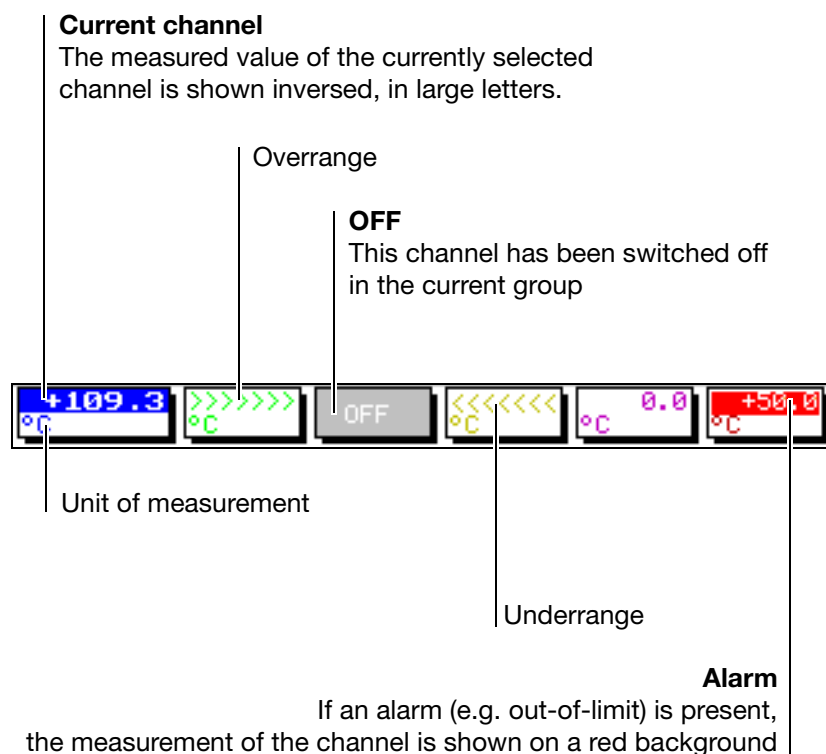 Current channel
The measured value of the currently selected
channel is shown inversed, in large letters.
Overrange
OFF
This channel has been switched off
in the current group
+109.3 >>>>>>> OFF <<<<<<< 0.0 +50.0
°C °C °C °C °C
Unit of measurement
Underrange
Alarm
If an alarm (e.g. out-of-limit) is present,
the measurement of the channel is shown on a red background